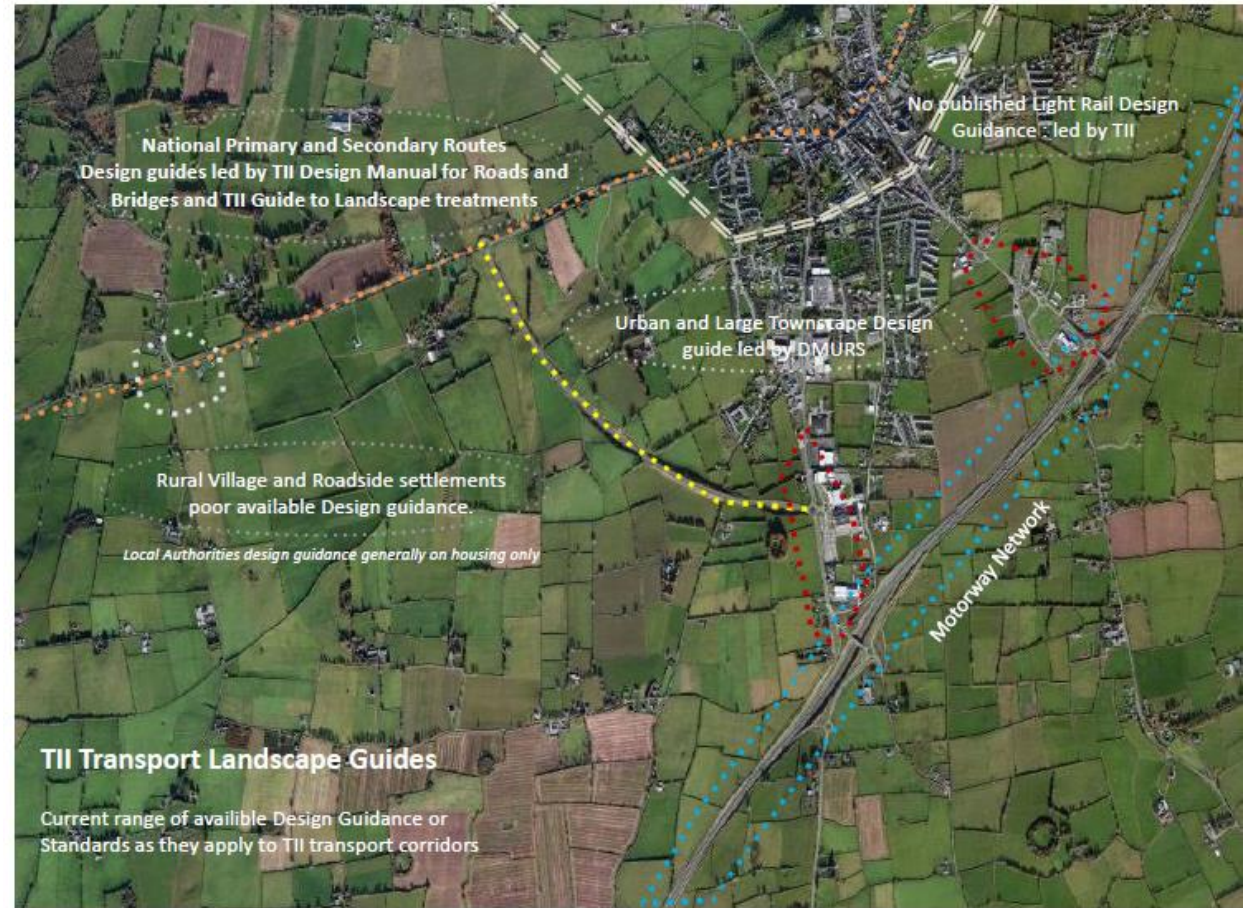 National Primary and Secondary Routes
Design guides led by TII Design Manual for Roads and
Bridges and TII Guide to Landscape treatments
No published Light Rail Design
Guidance : led by TII
Urban and Large Townscape Design
guide led by DMURS
Rural Village and Roadside settlements
poor available Design guidance.
Local Authorities design guidance generally on housing only
Motorway Network
TII Transport Landscape Guides
Current range of availible Design Guidance or
Standards as they apply to TII transport corridors